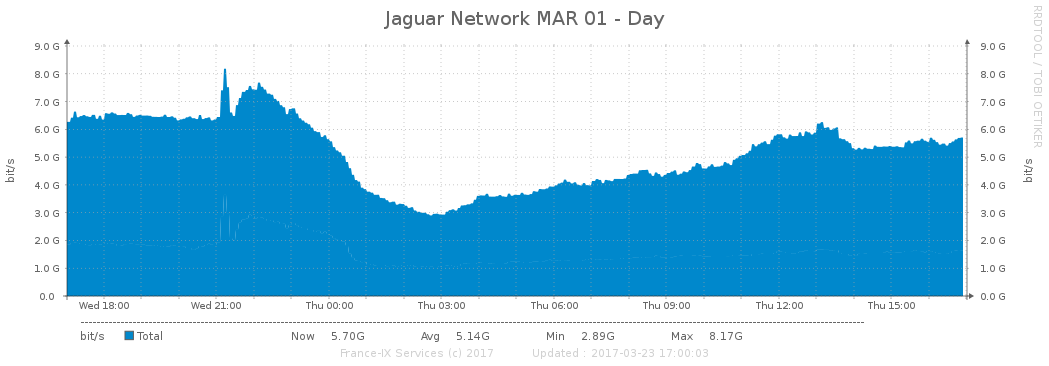 Jaguar Network MAR 01 - Day
RRDTOOL / TOBI OETIKER
bit/s
9.0 G 9.0 G
8.0 G 8.0 G
7.0 G 7.0 G
6.0 G 6.0 G
5.0 G 5.0 G
4.0 G 4.0 G
3.0 G 3.0 G
2.0 G 2.0 G
1.0 G 1.0 G
0.0 0.0 G
bit/s
Wed 18:00 Wed 21:00 Thu 00:00 Thu 03:00 Thu 06:00 Thu 09:00 Thu 12:00 Thu 15:00
bit/s Total Now 5.70G Avg 5.14G Min 2.89G Max 8.17G
France-IX Services (c) 2017 Updated : 2017-03-23 17:00:03